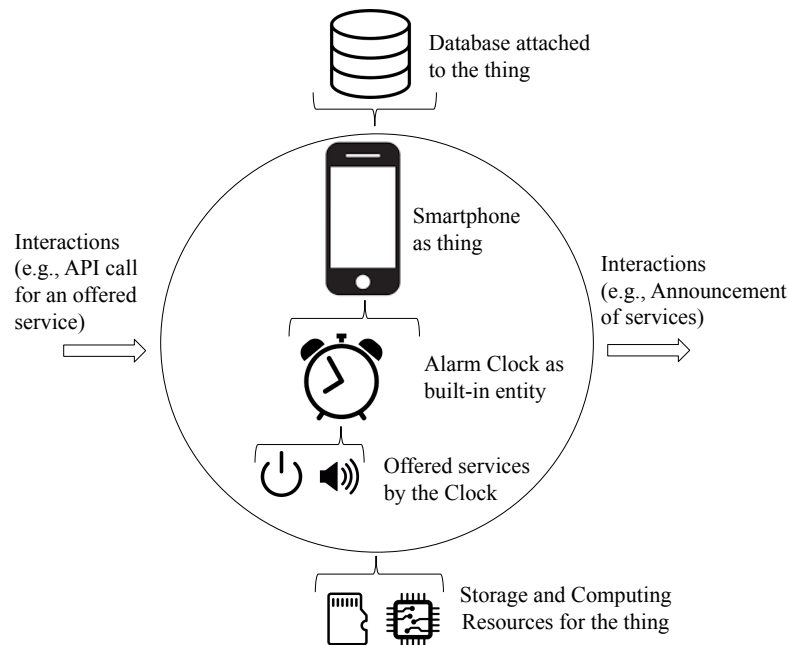 Database attached
to the thing
Smartphone
as thing
Interactions
(e.g., API call
for an offered
service)
Interactions
(e.g., Announcement
of services)
Alarm Clock as
built-in entity
Offered services
by the Clock
Storage and Computing
Resources for the thing